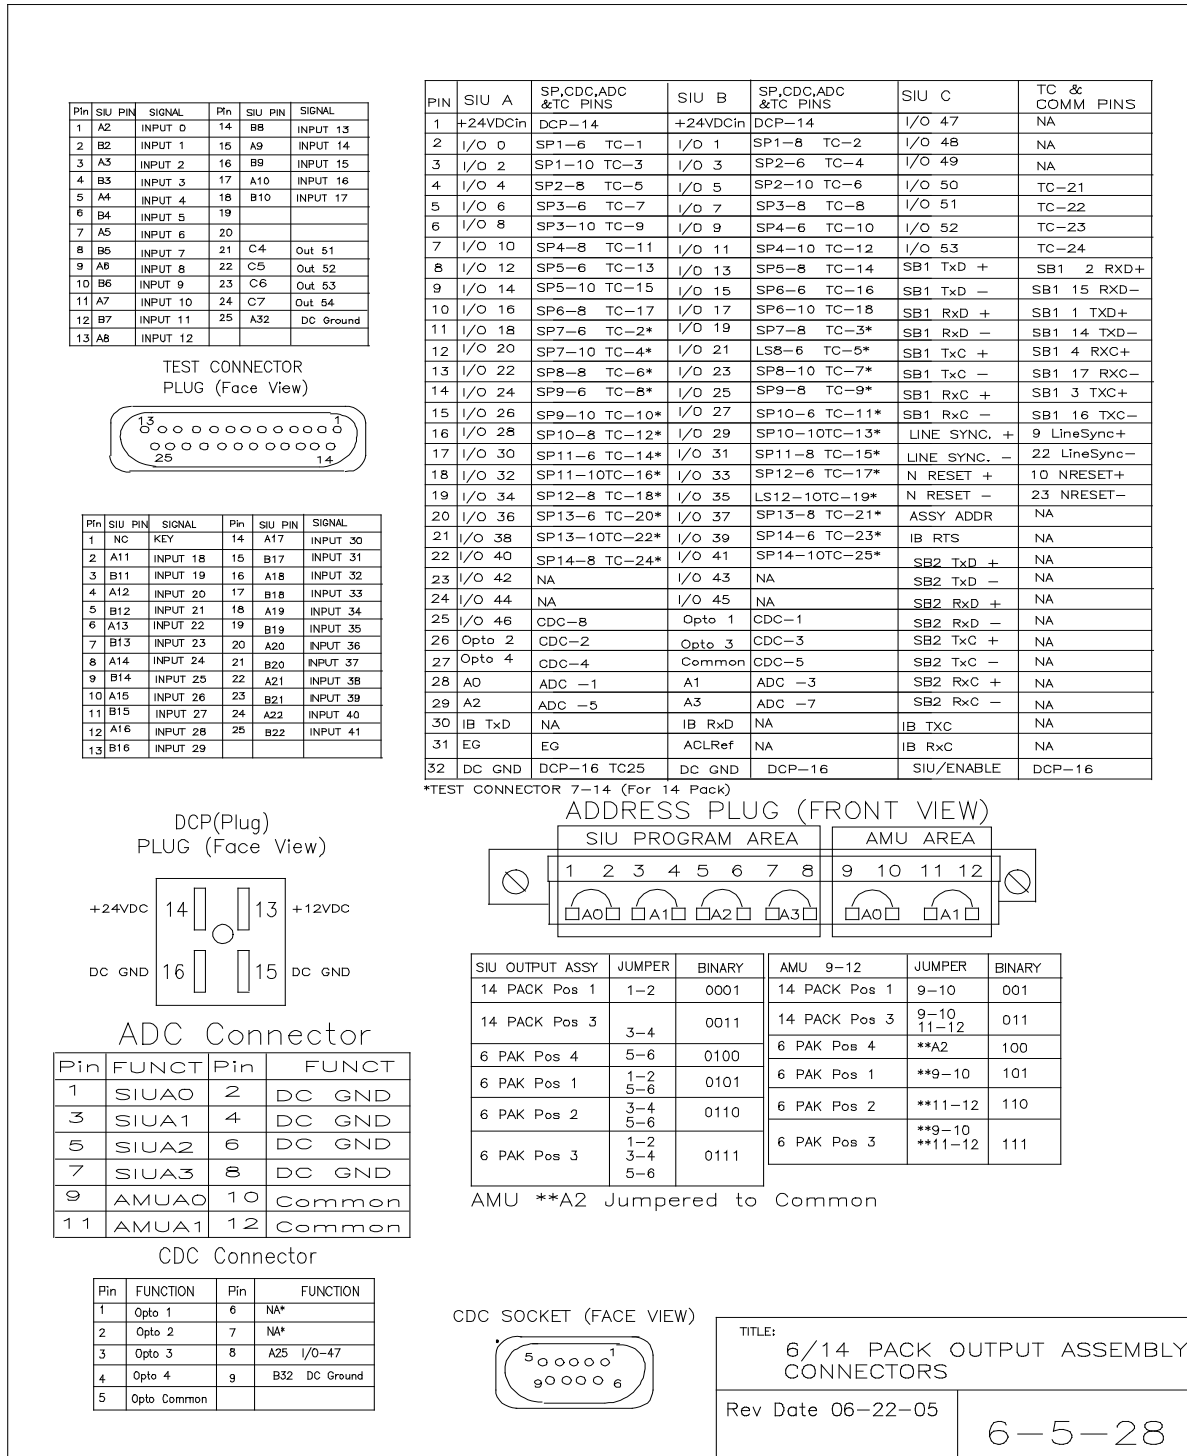 Pin SIU PIN SIGNAL Pin SIU PIN SIGNAL
1 A2 INPUT 0 14 B8 INPUT 13
2 B2 INPUT 1 15 A9 INPUT 14
3 A3 INPUT 2 16 B9 INPUT 15
4 B3 INPUT 3 17 A10 INPUT 16
5 A4 INPUT 4 18 B10 INPUT 17
6 B4 INPUT 5 19
7 A5 INPUT 6 20
8 B5 INPUT 7 21 C4 Out 51
9 A6 INPUT 8 22 C5 Out 52
10 B6 INPUT 9 23 C6 Out 53
11 A7 INPUT 10 24 C7 Out 54
12 B7 INPUT 11 25 A32 DC Ground
13 A8 INPUT 12
TEST CONNECTOR
PLUG (Face View)
13 1
25 14
Pin SIU PIN SIGNAL Pin SIU PIN SIGNAL
1 NC KEY 14 A17 INPUT 30
2 A11 INPUT 18 15 B17 INPUT 31
3 B11 INPUT 19 16 A18 INPUT 32
4 A12 INPUT 20 17 B18 INPUT 33
5 B12 INPUT 21 18 A19 INPUT 34
6 A13 INPUT 22 19 B19 INPUT 35
7 B13 INPUT 23 20 A20 INPUT 36
8 A14 INPUT 24 21 B20 INPUT 37
9 B14 INPUT 25 22 A21 INPUT 38
10 A15 INPUT 26 23 B21 INPUT 39
11 B15 INPUT 27 24 A22 INPUT 40
12 A16 INPUT 28 25 B22 INPUT 41
13 B16 INPUT 29
PIN SIU A SP,CDC,ADC &TC PINS SIU B SP,CDC,ADC &TC PINS SIU C TC & COMM PINS
1 +24VDCin DCP-14 +24VDCin DCP-14 I/O 47 NA
2 I/O 0 SP1-6 TC-1 I/O 1 SP1-8 TC-2 I/O 48 NA
3 I/O 2 SP1-10 TC-3 I/O 3 SP2-6 TC-4 I/O 49 NA
4 I/O 4 SP2-8 TC-5 I/O 5 SP2-10 TC-6 I/O 50 TC-21
5 I/O 6 SP3-6 TC-7 I/O 7 SP3-8 TC-8 I/O 51 TC-22
6 I/O 8 SP3-10 TC-9 I/O 9 SP4-6 TC-10 I/O 52 TC-23
7 I/O 10 SP4-8 TC-11 I/O 11 SP4-10 TC-12 I/O 53 TC-24
8 I/O 12 SP5-6 TC-13 I/O 13 SP5-8 TC-14 SB1 TxD + SB1 2 RXD+
9 I/O 14 SP5-10 TC-15 I/O 15 SP6-6 TC-16 SB1 TxD - SB1 15 RXD-
10 I/O 16 SP6-8 TC-17 I/O 17 SP6-10 TC-18 SB1 RxD + SB1 1 TXD+
11 I/O 18 SP7-6 TC-2* I/O 19 SP7-8 TC-3* SB1 RxD - SB1 14 TXD-
12 I/O 20 SP7-10 TC-4* I/O 21 LS8-6 TC-5* SB1 TxC + SB1 4 RXC+
13 I/O 22 SP8-8 TC-6* I/O 23 SP8-10 TC-7* SB1 TxC - SB1 17 RXC-
14 I/O 24 SP9-6 TC-8* I/O 25 SP9-8 TC-9* SB1 RxC + SB1 3 TXC+
15 I/O 26 SP9-10 TC-10* I/O 27 SP10-6 TC-11* SB1 RxC - SB1 16 TXC-
16 I/O 28 SP10-8 TC-12* I/O 29 SP10-10TC-13* LINE SYNC. + 9 LineSync+
17 I/O 30 SP11-6 TC-14* I/O 31 SP11-8 TC-15* LINE SYNC. - 22 LineSync-
18 I/O 32 SP11-10TC-16* I/O 33 SP12-6 TC-17* N RESET + 10 NRESET+
19 I/O 34 SP12-8 TC-18* I/O 35 LS12-10TC-19* N RESET - 23 NRESET-
20 I/O 36 SP13-6 TC-20* I/O 37 SP13-8 TC-21* ASSY ADDR NA
21 I/O 38 SP13-10TC-22* I/O 39 SP14-6 TC-23* IB RTS NA
22 I/O 40 SP14-8 TC-24* I/O 41 SP14-10TC-25* SB2 TxD + NA
23 I/O 42 NA I/O 43 NA SB2 TxD - NA
24 I/O 44 NA I/O 45 NA SB2 RxD + NA
25 I/O 46 CDC-8 Opto 1 CDC-1 SB2 RxD - NA
26 Opto 2 CDC-2 Opto 3 CDC-3 SB2 TxC + NA
27 Opto 4 CDC-4 Common CDC-5 SB2 TxC - NA
28 A0 ADC -1 A1 ADC -3 SB2 RxC + NA
29 A2 ADC -5 A3 ADC -7 SB2 RxC - NA
30 IB TxD NA IB RxD NA IB TXC NA
31 EG EG ACLRef NA IB RxC NA
32 DC GND DCP-16 TC25 DC GND DCP-16 SIU/ENABLE DCP-16
*TEST CONNECTOR 7-14 (For 14 Pack)
DCP(Plug)
PLUG (Face View)
+24VDC 14 13 +12VDC
DC GND 16 15 DC GND
ADDRESS PLUG (FRONT VIEW)
SIU PROGRAM AREA AMU AREA
1 2 3 4 5 6 7 8 9 10 11 12
A0 A1 A2 A3 A0 A1
SIU OUTPUT ASSY JUMPER BINARY AMU 9-12 JUMPER BINARY
14 PACK Pos 1 1-2 0001 14 PACK Pos 1 9-10 001
14 PACK Pos 3 3-4 0011 14 PACK Pos 3 9-10 11-12 011
6 PAK Pos 4 5-6 0100 6 PAK Pos 4 **A2 100
6 PAK Pos 1 1-2 5-6 0101 6 PAK Pos 1 **9-10 101
6 PAK Pos 2 3-4 5-6 0110 6 PAK Pos 2 **11-12 110
6 PAK Pos 3 1-2 3-4 5-6 0111 6 PAK Pos 3 **9-10 **11-12 111
AMU **A2 Jumpered to Common
ADC Connector
Pin FUNCT Pin FUNCT
1 SIUA0 2 DC GND
3 SIUA1 4 DC GND
5 SIUA2 6 DC GND
7 SIUA3 8 DC GND
9 AMUA0 10 Common
11 AMUA1 12 Common
CDC Connector
Pin FUNCTION Pin FUNCTION
1 Opto 1 6 NA*
2 Opto 2 7 NA*
3 Opto 3 8 A25 I/O-47
4 Opto 4 9 B32 DC Ground
5 Opto Common
CDC SOCKET (FACE VIEW)
5 1
9 6
TITLE:
6/14 PACK OUTPUT ASSEMBLY
CONNECTORS
Rev Date 06-22-05
6-5-28